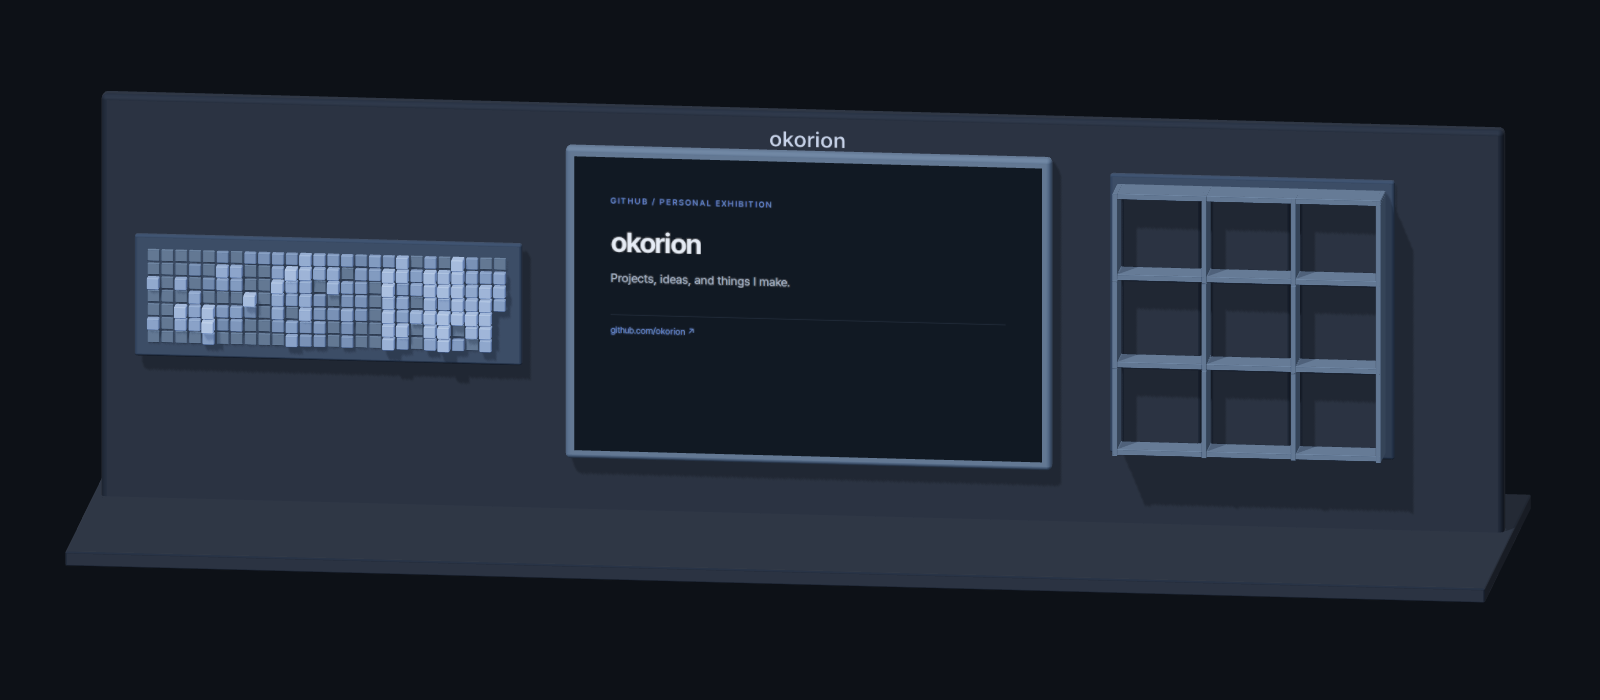 okorion
GITHUB / PERSONAL EXHIBITION
okorion
Projects, ideas, and things I make.
github.com/okorion ↗